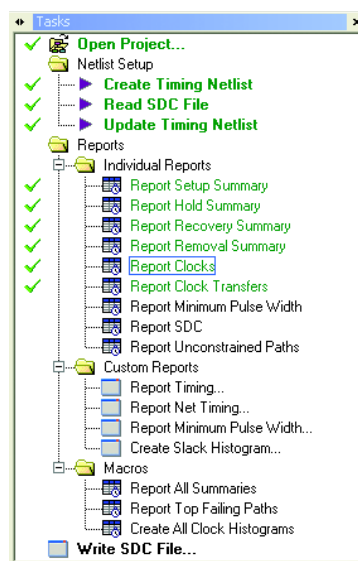 Tasks
Open Project...
Netlist Setup
Create Timing Netlist
Read SDC File
Update Timing Netlist
Reports
Individual Reports
Report Setup Summary
Report Hold Summary
Report Recovery Summary
Report Removal Summary
Report Clocks
Report Clock Transfers
Report Minimum Pulse Width
Report SDC
Report Unconstrained Paths
Custom Reports
Report Timing...
Report Net Timing...
Report Minimum Pulse Width...
Create Slack Histogram...
Macros
Report All Summaries
Report Top Failing Paths
Create All Clock Histograms
Write SDC File...